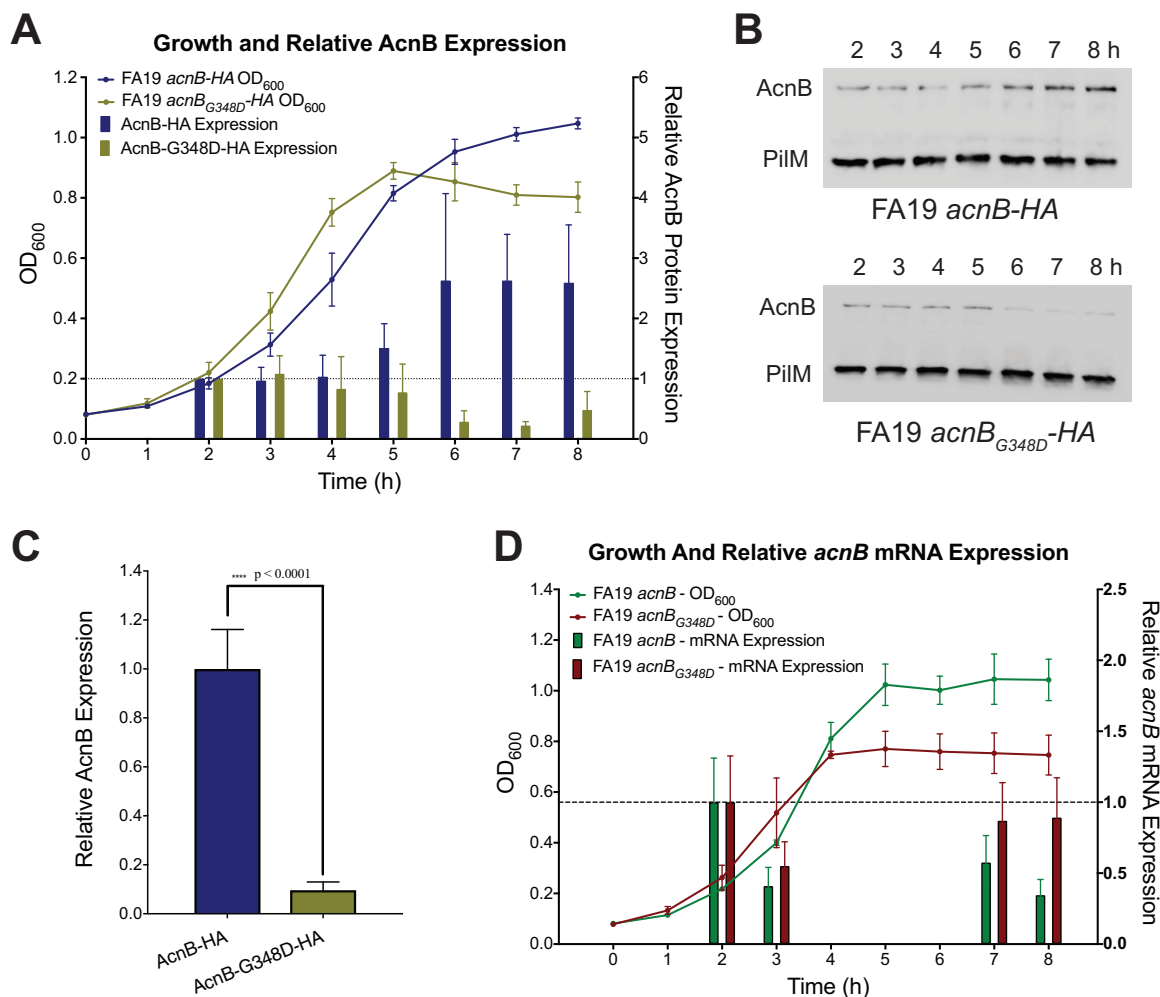 A
Growth and Relative AcnB Expression
FA19 acnB-HA OD600
FA19 acnBG348D-HA OD600
AcnB-HA Expression
AcnB-G348D-HA Expression
OD600
1.2
1.0
0.8
0.6
0.4
0.2
0.0
6
5
4
3
2
1
0
Relative AcnB Protein Expression
0 1 2 3 4 5 6 7 8
Time (h)
B
2 3 4 5 6 7 8 h
AcnB
PilM
FA19 acnB-HA
2 3 4 5 6 7 8 h
AcnB
PilM
FA19 acnBG348D-HA
C
**** p < 0.0001
Relative AcnB Expression
1.4
1.2
1.0
0.8
0.6
0.4
0.2
0.0
AcnB-HA
AcnB-G348D-HA
D
Growth And Relative acnB mRNA Expression
FA19 acnB - OD600
FA19 acnBG348D - OD600
FA19 acnB - mRNA Expression
FA19 acnBG348D - mRNA Expression
OD600
1.4
1.2
1.0
0.8
0.6
0.4
0.2
0.0
2.5
2.0
1.5
1.0
0.5
0.0
Relative acnB mRNA Expression
0 1 2 3 4 5 6 7 8
Time (h)